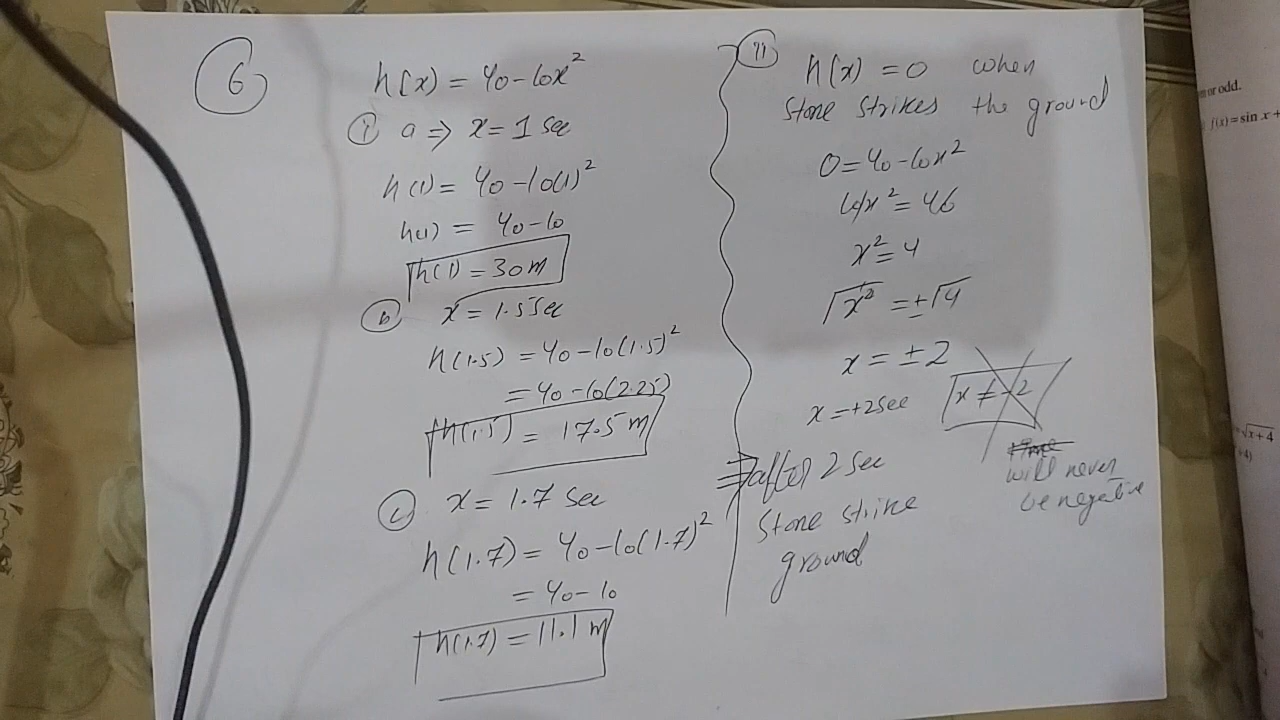 6
h(x) = 40-10x²
i a ⇒ x = 1 sec
h(1) = 40-10(1)²
h(1) = 40-10
h(1) = 30m
b x = 1.5 sec
h(1.5) = 40-10(1.5)²
= 40-10(2.25)
h(1.5) = 17.5 m
c x = 1.7 sec
h(1.7) = 40-10(1.7)²
= 40-10
h(1.7) = 11.1 m
ii h(x) = 0 when
stone strikes the ground
0 = 40-10x²
10x² = 40
x² = 4
√x² = ±√4
x = ±2
x = +2 sec x ≠ -2
time
will never
be negative
⇒ after 2 sec
stone strike
ground
or odd.
f(x) = sin x +
√x+4
+4)